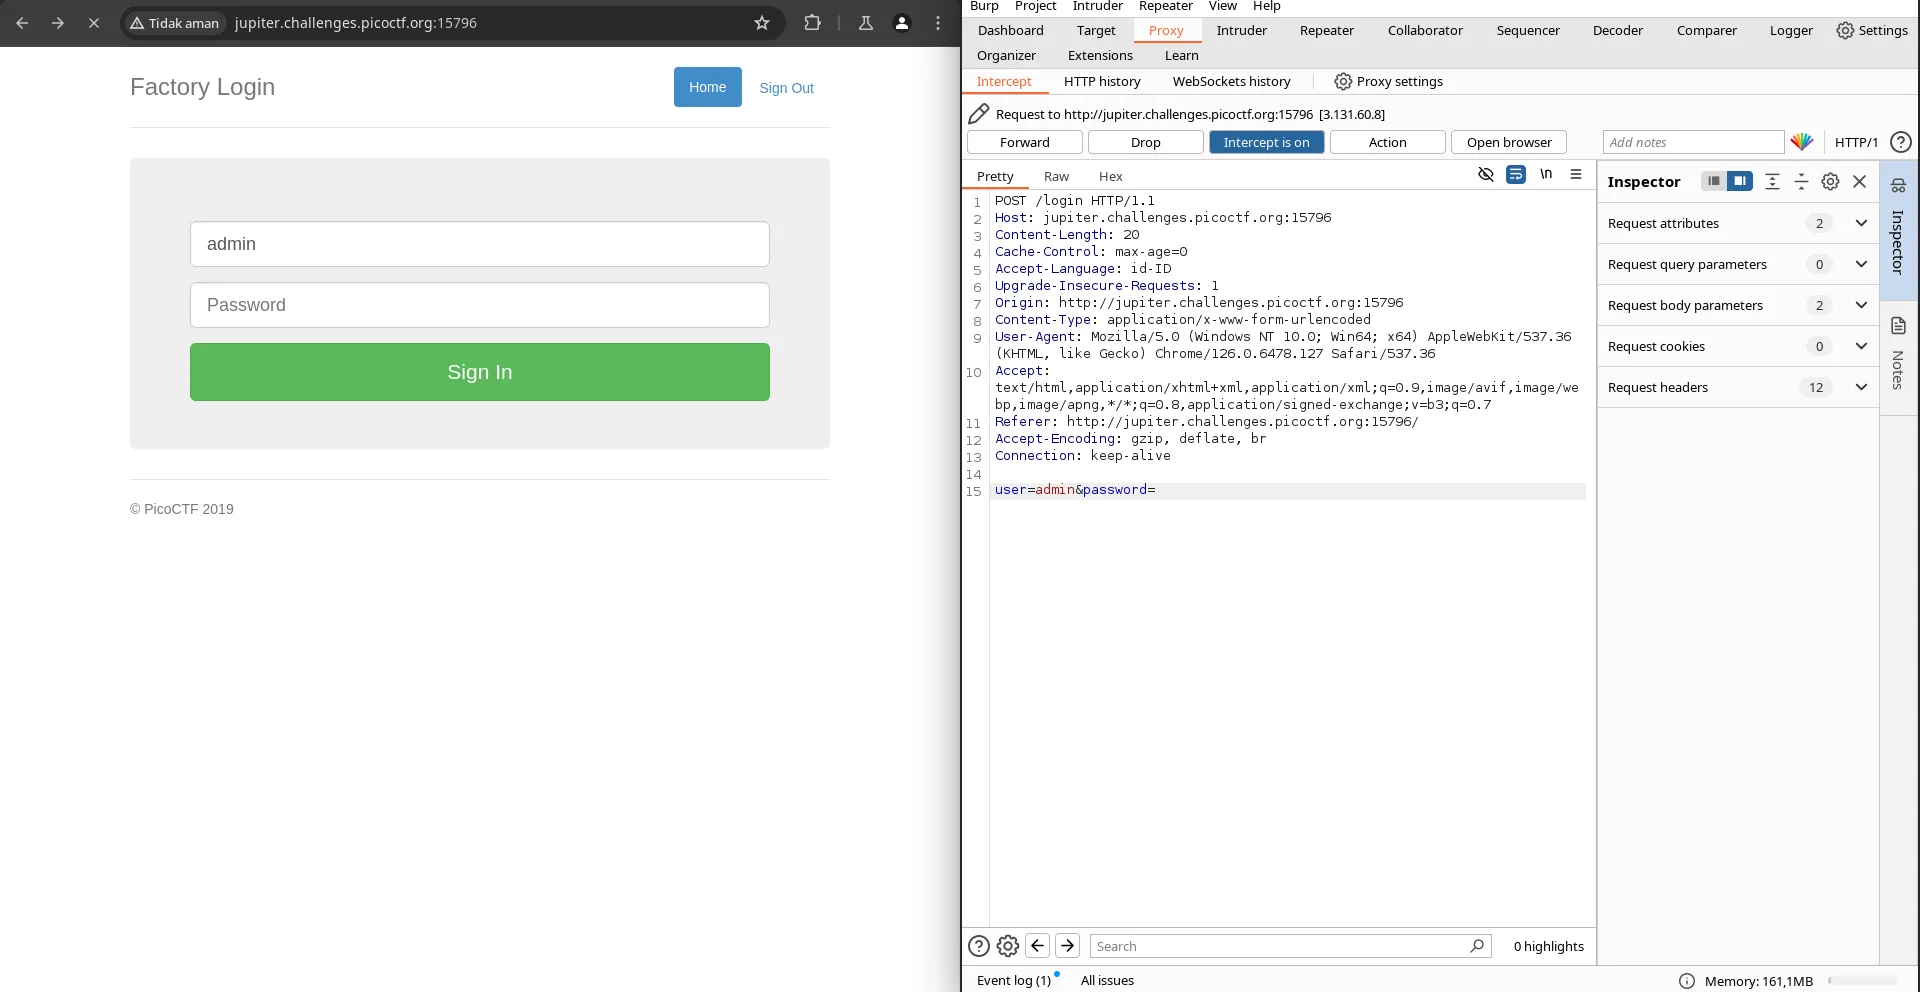 Tidak aman jupiter.challenges.picoctf.org:15796
Factory Login
Home Sign Out
admin
Password
Sign In
© PicoCTF 2019
Burp Project Intruder Repeater View Help
Dashboard Target Proxy Intruder Repeater Collaborator Sequencer Decoder Comparer Logger Settings
Organizer Extensions Learn
Intercept HTTP history WebSockets history Proxy settings
Request to http://jupiter.challenges.picoctf.org:15796 [3.131.60.8]
Forward Drop Intercept is on Action Open browser Add notes HTTP/1 ?
Pretty Raw Hex \n
1 POST /login HTTP/1.1
2 Host: jupiter.challenges.picoctf.org:15796
3 Content-Length: 20
4 Cache-Control: max-age=0
5 Accept-Language: id-ID
6 Upgrade-Insecure-Requests: 1
7 Origin: http://jupiter.challenges.picoctf.org:15796
8 Content-Type: application/x-www-form-urlencoded
9 User-Agent: Mozilla/5.0 (Windows NT 10.0; Win64; x64) AppleWebKit/537.36
(KHTML, like Gecko) Chrome/126.0.6478.127 Safari/537.36
10 Accept:
text/html,application/xhtml+xml,application/xml;q=0.9,image/avif,image/we
bp,image/apng,*/*;q=0.8,application/signed-exchange;v=b3;q=0.7
11 Referer: http://jupiter.challenges.picoctf.org:15796/
12 Accept-Encoding: gzip, deflate, br
13 Connection: keep-alive
14
15 user=admin&password=
Inspector
Request attributes 2
Request query parameters 0
Request body parameters 2
Request cookies 0
Request headers 12
Inspector
Notes
? Search 0 highlights
Event log (1) All issues Memory: 161,1MB